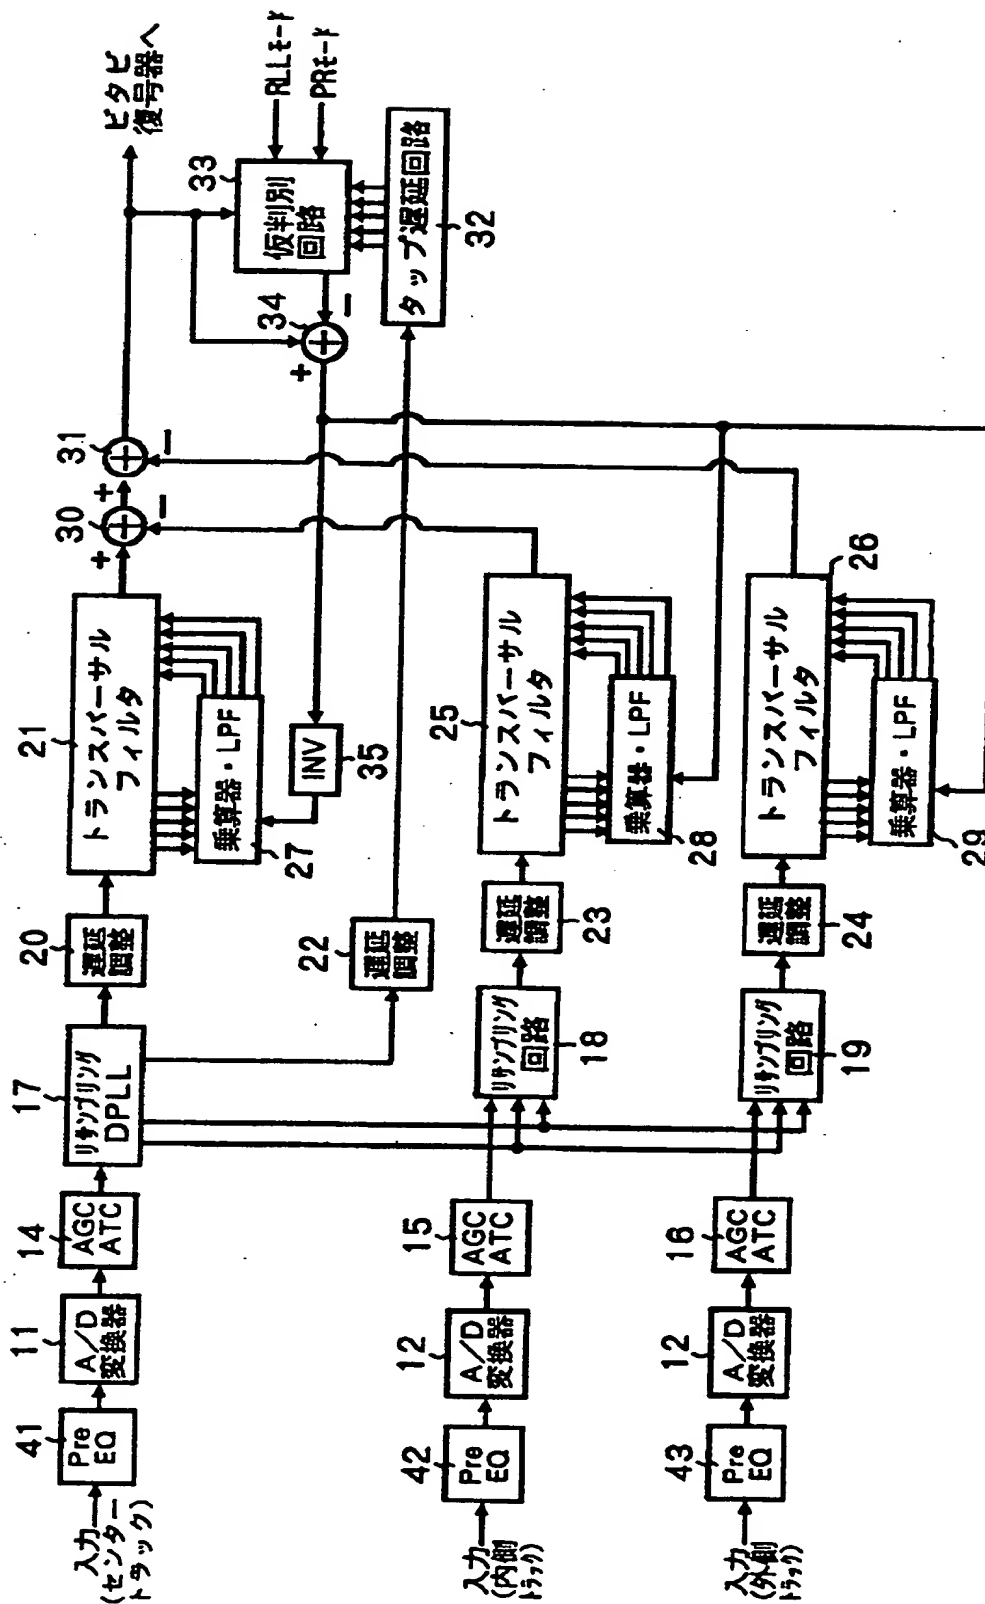 入力
(センター
トラック)
41
Pre
EQ
11
A/D
変換器
14
AGC
ATC
17
リサンプリング
DPLL
20
遅延
調整
21
トランスバーサル
フィルタ
乗算器・LPF
27
INV
35
30
+
−
31
+
−
ビタビ
復号器へ
33
仮判別
回路
RLLモード
PRモード
34
+
−
タップ遅延回路
32
22
遅延
調整
入力
(内側
トラック)
42
Pre
EQ
12
A/D
変換器
15
AGC
ATC
リサンプリング
回路
18
遅延
調整
23
25
トランスバーサル
フィルタ
乗算器・LPF
28
入力
(外側
トラック)
43
Pre
EQ
12
A/D
変換器
16
AGC
ATC
リサンプリング
回路
19
遅延
調整
24
26
トランスバーサル
フィルタ
乗算器・LPF
29